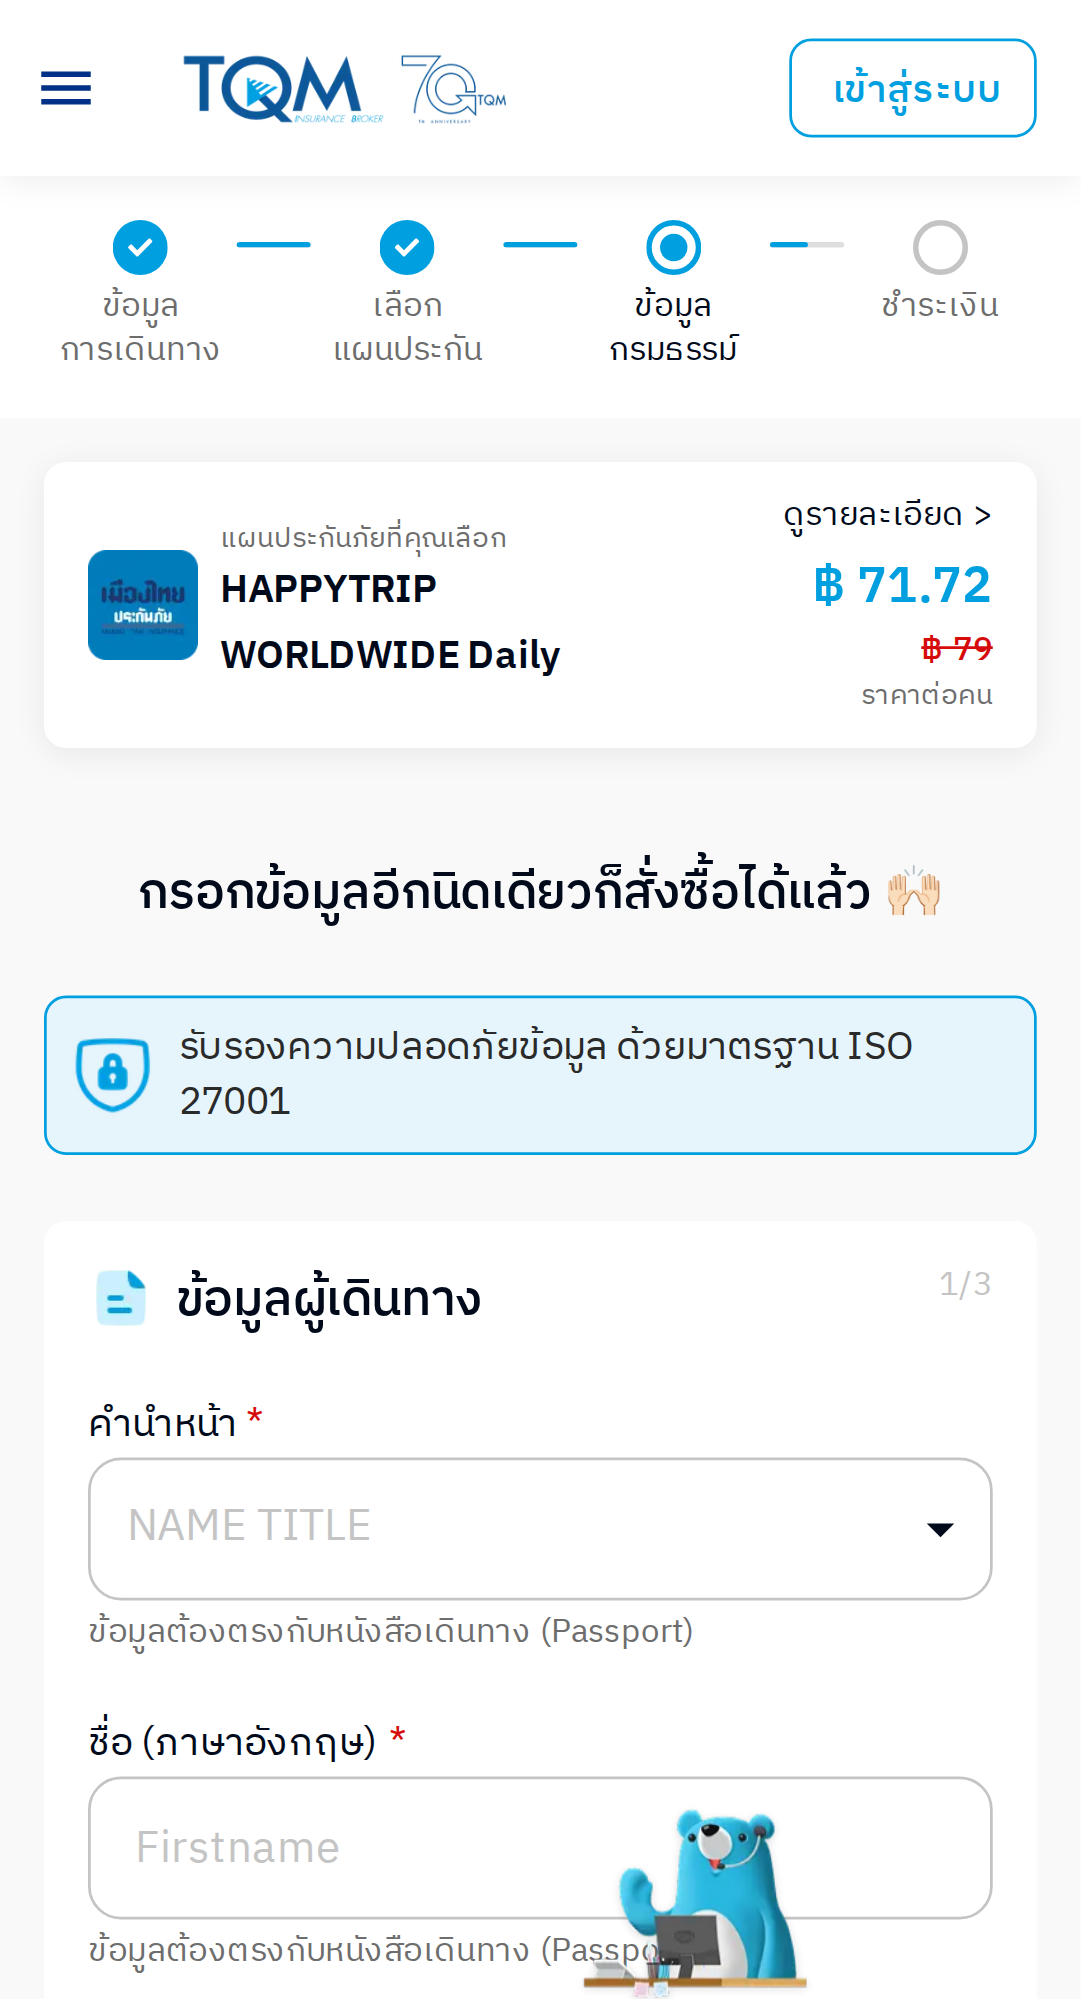 TQM
INSURANCE BROKER
TQM
TH ANNIVERSARY
เข้าสู่ระบบ
ข้อมูล
การเดินทาง
เลือก
แผนประกัน
ข้อมูล
กรมธรรม์
ชำระเงิน
ดูรายละเอียด >
แผนประกันภัยที่คุณเลือก
เมืองไทย
ประกันภัย
HAPPYTRIP
WORLDWIDE Daily
฿ 71.72
฿ 79
ราคาต่อคน
กรอกข้อมูลอีกนิดเดียวก็สั่งซื้อได้แล้ว 🙌🏻
รับรองความปลอดภัยข้อมูล ด้วยมาตรฐาน ISO
27001
ข้อมูลผู้เดินทาง
1/3
คำนำหน้า *
NAME TITLE
ข้อมูลต้องตรงกับหนังสือเดินทาง (Passport)
ชื่อ (ภาษาอังกฤษ) *
Firstname
ข้อมูลต้องตรงกับหนังสือเดินทาง (Passpo